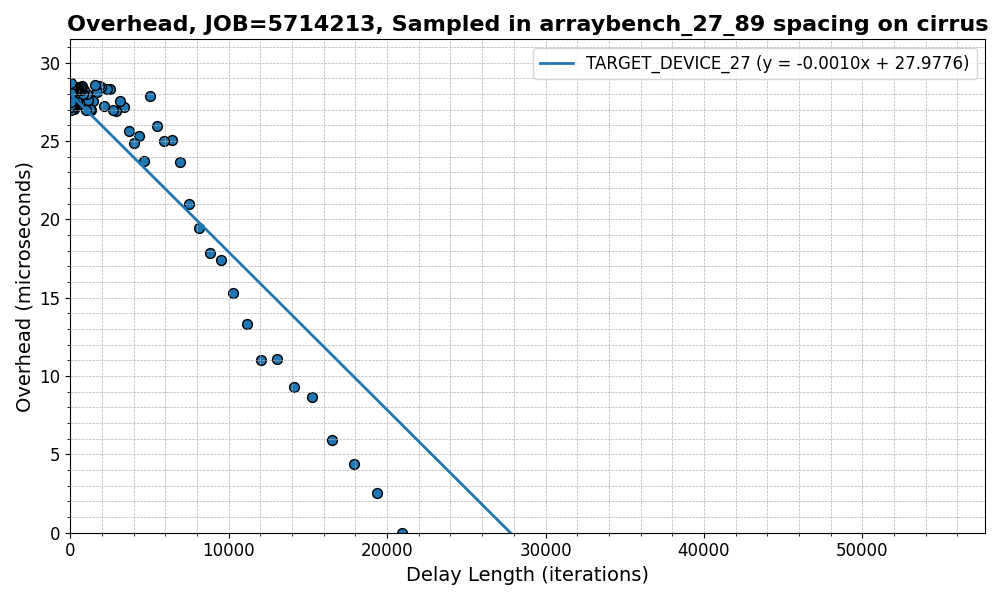 Overhead, JOB=5714213, Sampled in arraybench_27_89 spacing on cirrus
TARGET_DEVICE_27 (y = -0.0010x + 27.9776)
Overhead (microseconds)
30
25
20
15
10
5
0
0 10000 20000 30000 40000 50000
Delay Length (iterations)